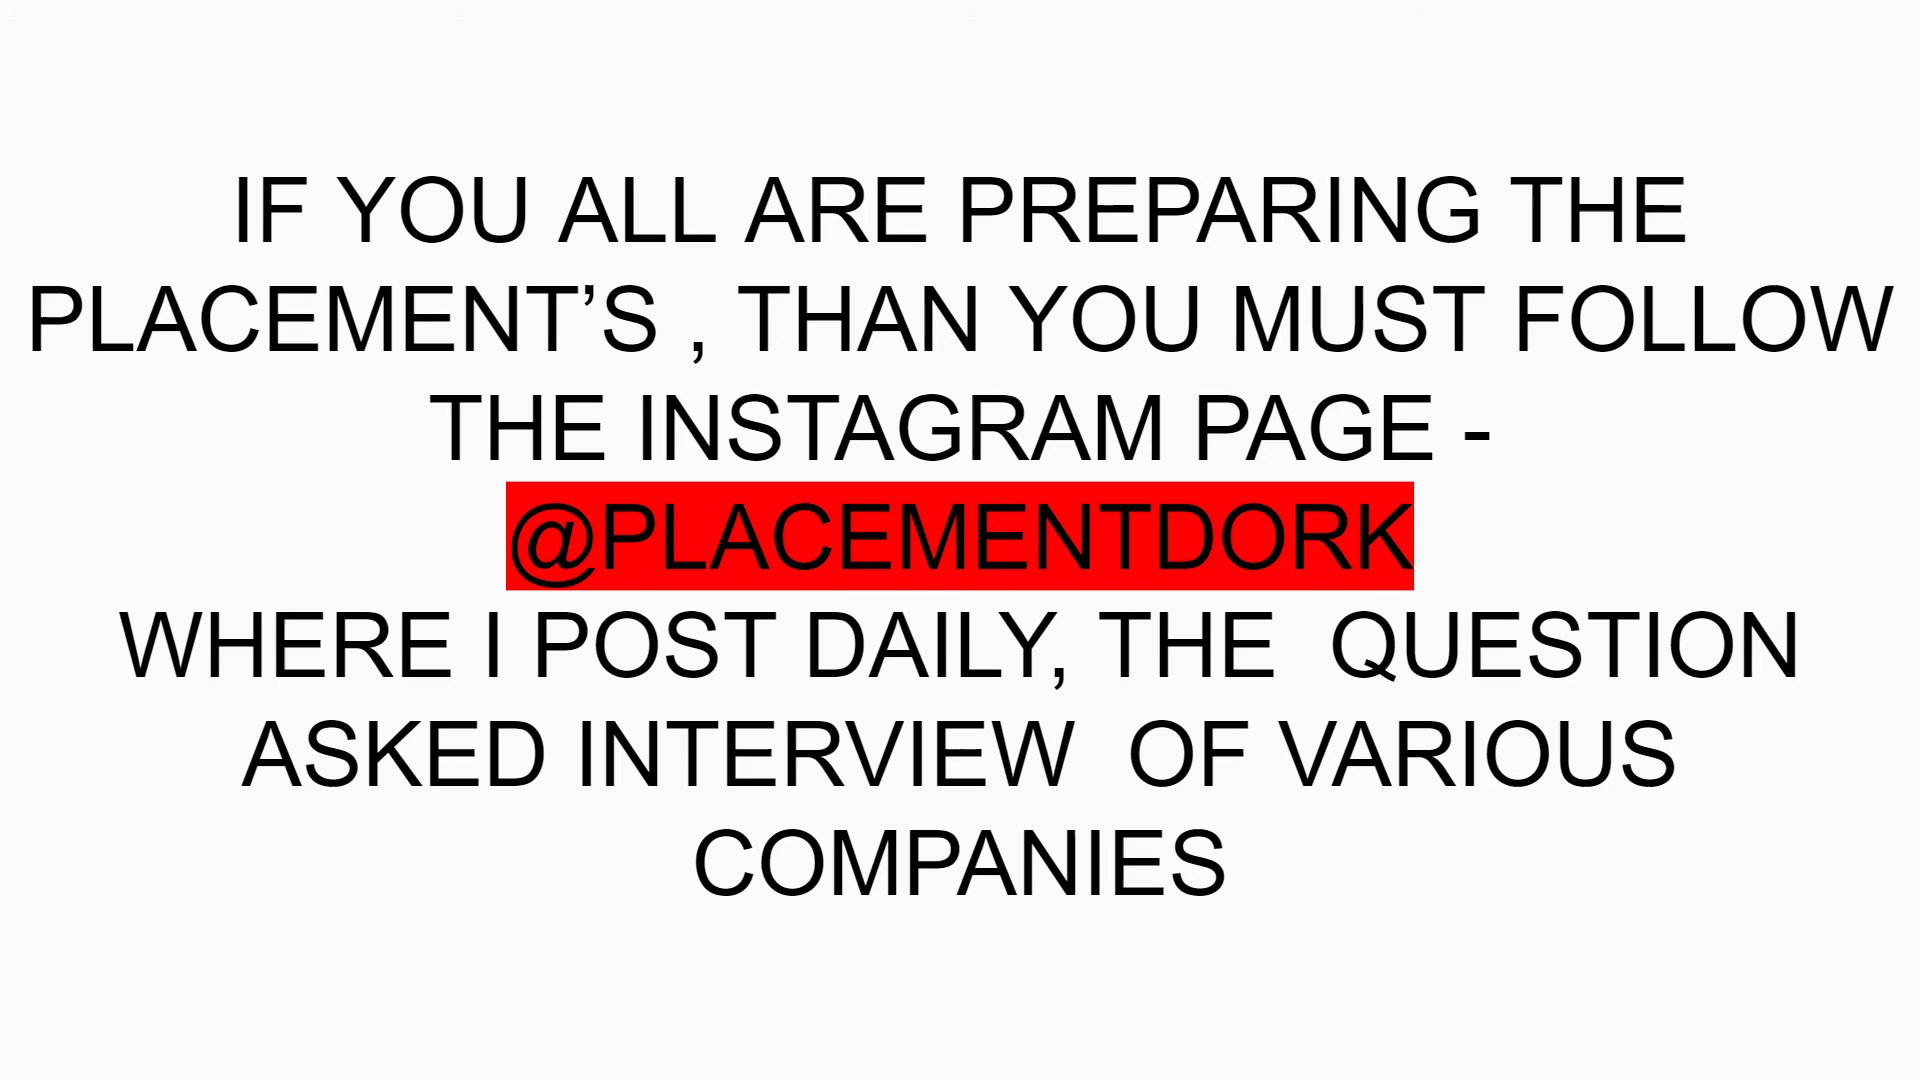 IF YOU ALL ARE PREPARING THE
PLACEMENT’S , THAN YOU MUST FOLLOW
THE INSTAGRAM PAGE -
@PLACEMENTDORK
WHERE I POST DAILY, THE  QUESTION
ASKED INTERVIEW  OF VARIOUS
COMPANIES